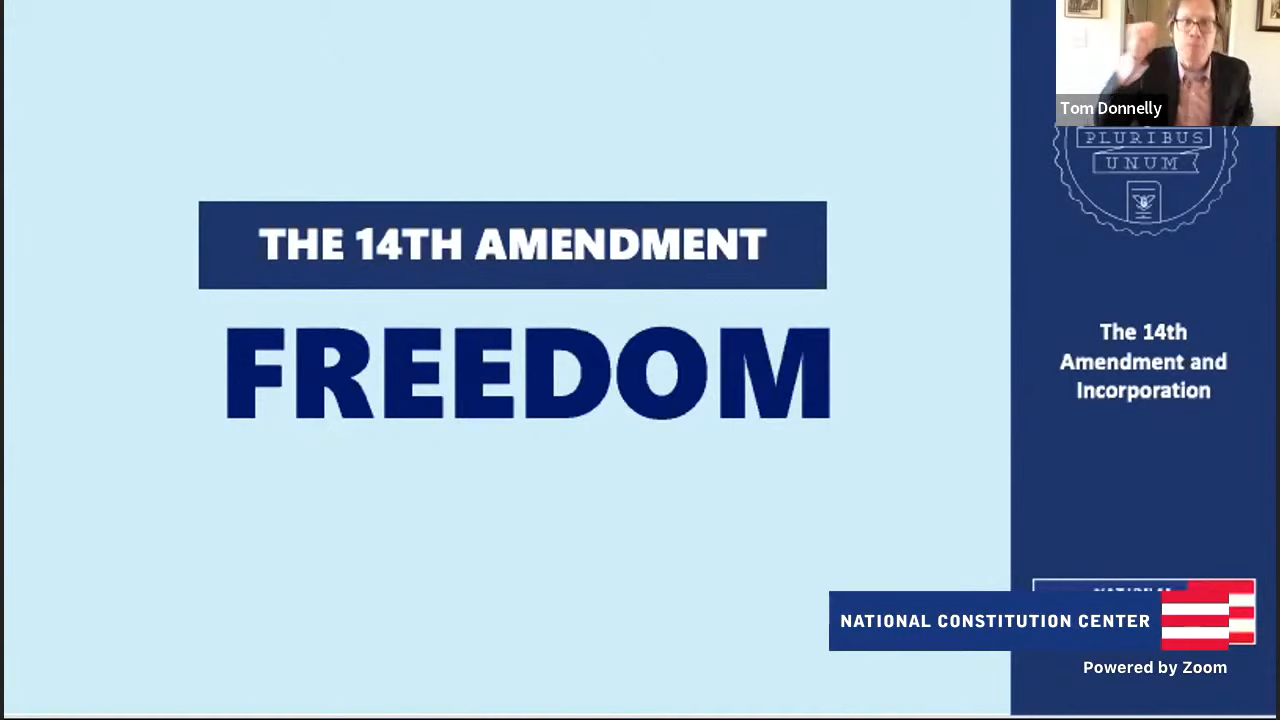 THE 14TH AMENDMENT
FREEDOM
Tom Donnelly
PLURIBUS
UNUM
The 14th
Amendment and
Incorporation
NATIONAL CONSTITUTION CENTER
Powered by Zoom